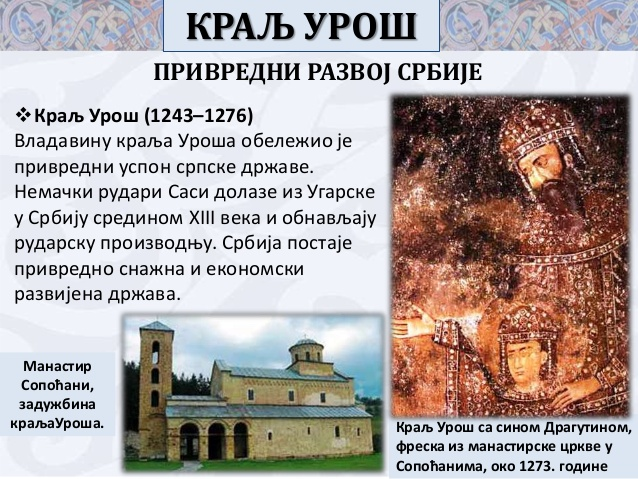 КРАЉ УРОШ
ПРИВРЕДНИ РАЗВОЈ СРБИЈЕ
❖Краљ Урош (1243–1276)
Владавину краља Уроша обележио је
привредни успон српске државе.
Немачки рудари Саси долазе из Угарске
у Србију средином XIII века и обнављају
рударску производњу. Србија постаје
привредно снажна и економски
развијена држава.
Манастир
Сопоћани,
задужбина
краљаУроша.
Краљ Урош са сином Драгутином,
фреска из манастирске цркве у
Сопоћанима, око 1273. године